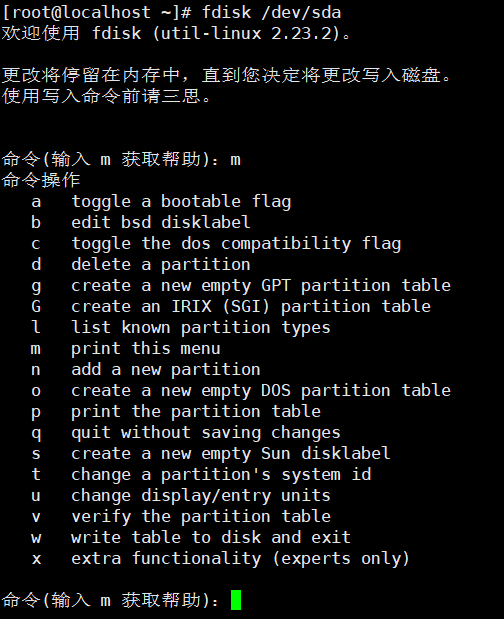 [root@localhost ~]# fdisk /dev/sda
欢迎使用 fdisk (util-linux 2.23.2)。
更改将停留在内存中，直到您决定将更改写入磁盘。
使用写入命令前请三思。
命令(输入 m 获取帮助)：m
命令操作
a   toggle a bootable flag
b   edit bsd disklabel
c   toggle the dos compatibility flag
d   delete a partition
g   create a new empty GPT partition table
G   create an IRIX (SGI) partition table
l   list known partition types
m   print this menu
n   add a new partition
o   create a new empty DOS partition table
p   print the partition table
q   quit without saving changes
s   create a new empty Sun disklabel
t   change a partition's system id
u   change display/entry units
v   verify the partition table
w   write table to disk and exit
x   extra functionality (experts only)
命令(输入 m 获取帮助)：